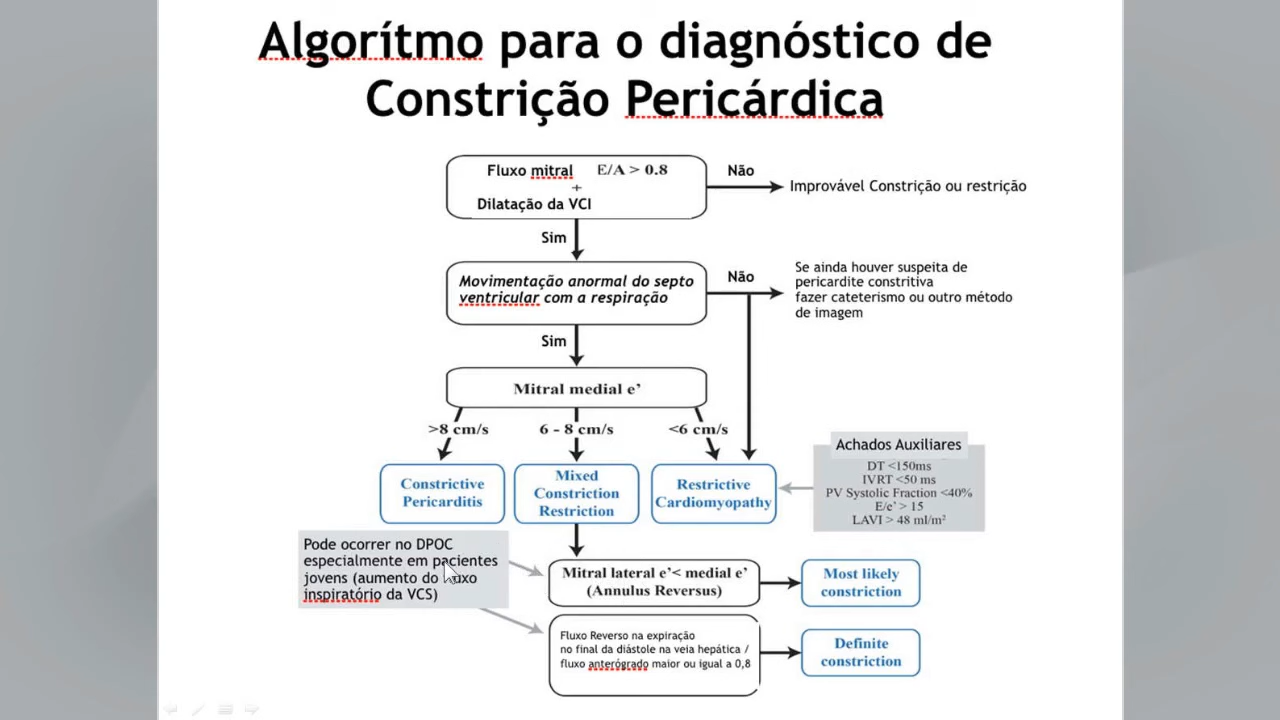 Algorítmo para o diagnóstico de
Constrição Pericárdica
Fluxo mitral E/A > 0.8
+
Dilatação da VCI
Não
Improvável Constrição ou restrição
Sim
Movimentação anormal do septo
ventricular com a respiração
Não
Se ainda houver suspeita de
pericardite constritiva
fazer cateterismo ou outro método
de imagem
Sim
Mitral medial e’
>8 cm/s
6 - 8 cm/s
<6 cm/s
Constrictive
Pericarditis
Mixed
Constriction
Restriction
Restrictive
Cardiomyopathy
Achados Auxiliares
DT <150ms
IVRT <50 ms
PV Systolic Fraction <40%
E/e’ > 15
LAVI > 48 ml/m²
Pode ocorrer no DPOC
especialmente em pacientes
jovens (aumento do fluxo
inspiratório da VCS)
Mitral lateral e’< medial e’
(Annulus Reversus)
Most likely
constriction
Fluxo Reverso na expiração
no final da diástole na veia hepática /
fluxo anterógrado maior ou igual a 0,8
Definite
constriction